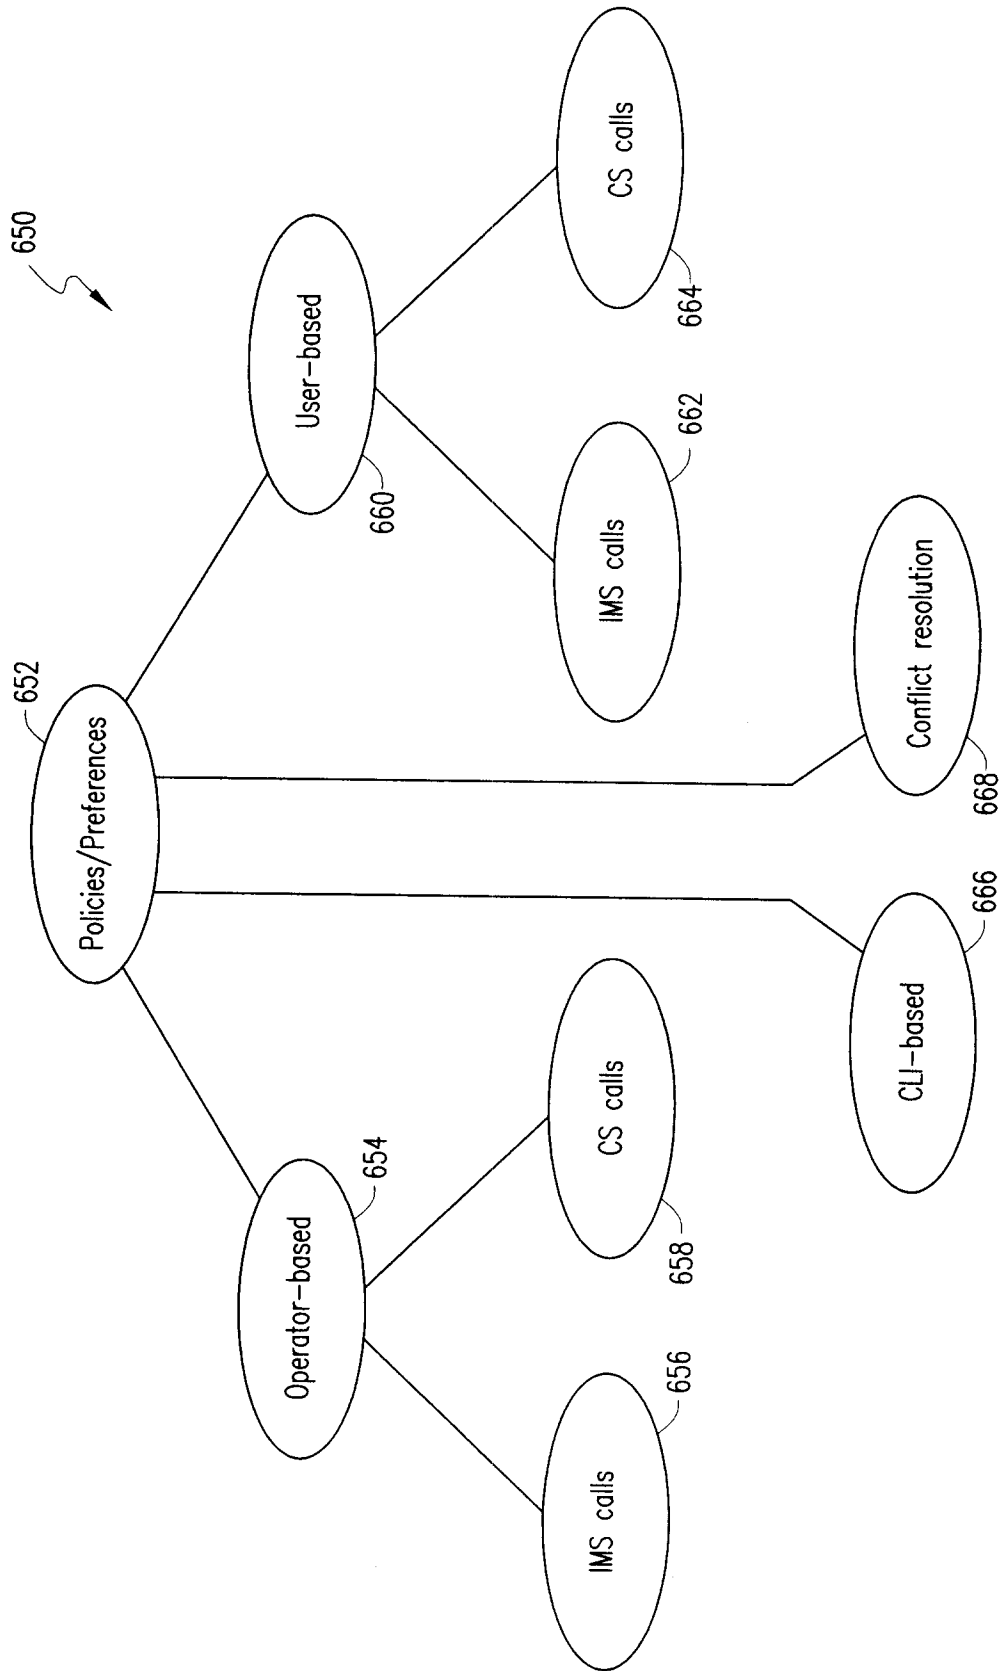 650
652
Policies/Preferences
Operator-based
654
User-based
660
IMS calls
656
CS calls
658
IMS calls
662
CS calls
664
CLI-based
666
Conflict resolution
668